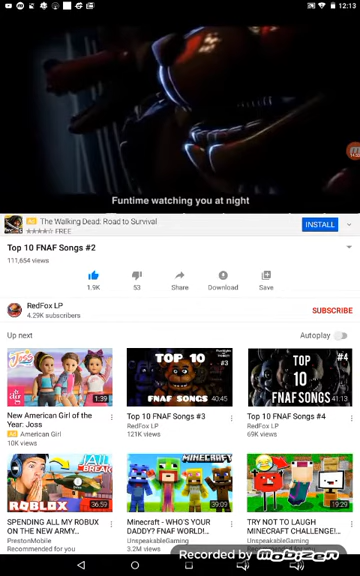 12:13
Funtime watching you at night
Ad The Walking Dead: Road to Survival
FREE
INSTALL
Top 10 FNAF Songs #2
111,654 views
1.9K
53
Share
Download
Save
RedFox LP
4.29K subscribers
SUBSCRIBE
Up next
Autoplay
Joss
1:39
TOP 10
#3
FNAF SONGS
40:45
#4
TOP
10
FNAF SONGS
41:13
New American Girl of the
Year: Joss
Ad American Girl
10K views
Top 10 FNAF Songs #3
RedFox LP
121K views
Top 10 FNAF Songs #4
RedFox LP
69K views
JAIL
BREAK
ROBLOX
36:59
MINECRAFT
39:09
19:29
SPENDING ALL MY ROBUX
ON THE NEW ARMY...
PrestonMobile
Recommended for you
Minecraft - WHO'S YOUR
DADDY? FNAF WORLD!...
UnspeakableGaming
3.2M views
TRY NOT TO LAUGH
MINECRAFT CHALLENGE!...
UnspeakableGaming
Recorded by Mobizen